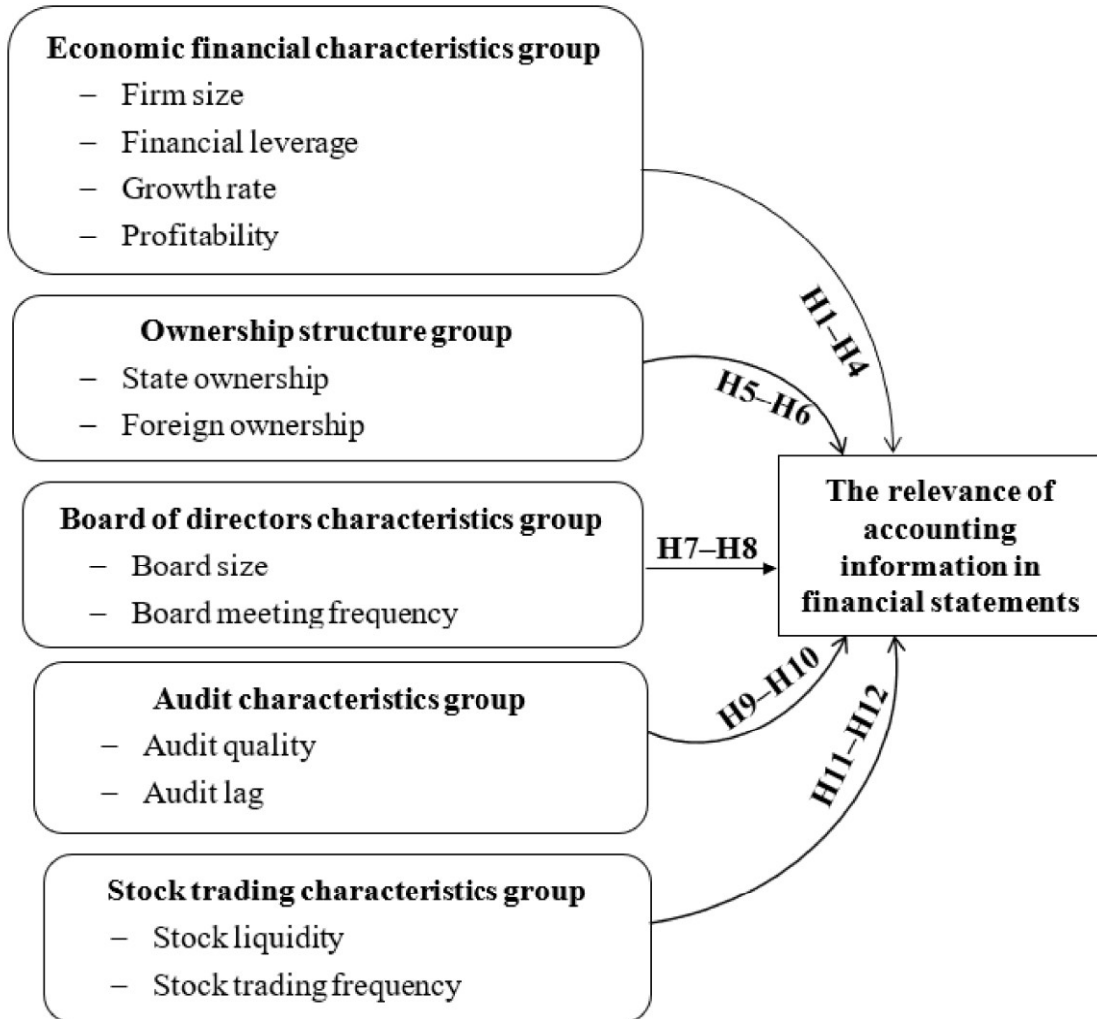 Economic financial characteristics group
– Firm size
– Financial leverage
– Growth rate
– Profitability
H1–H4
Ownership structure group
– State ownership
– Foreign ownership
H5–H6
Board of directors characteristics group
– Board size
– Board meeting frequency
H7–H8
The relevance of
accounting
information in
financial statements
Audit characteristics group
– Audit quality
– Audit lag
H9–H10
Stock trading characteristics group
– Stock liquidity
– Stock trading frequency
H11–H12